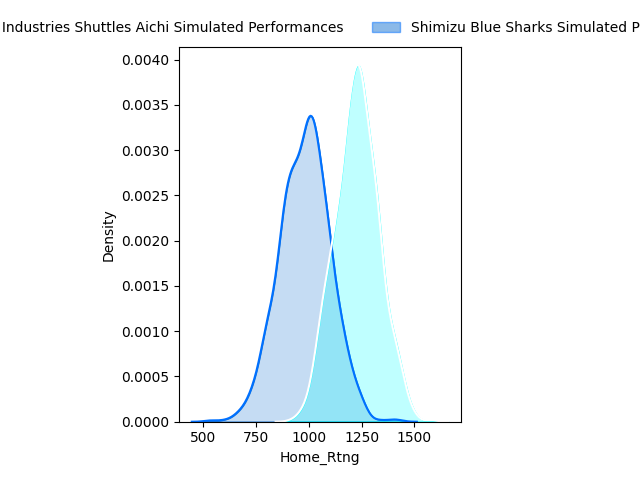 Industries Shuttles Aichi Simulated Performances
Shimizu Blue Sharks Simulated P
0.0040
0.0035
0.0030
0.0025
0.0020
0.0015
0.0010
0.0005
0.0000
Density
500 750 1000 1250 1500
Home_Rtng